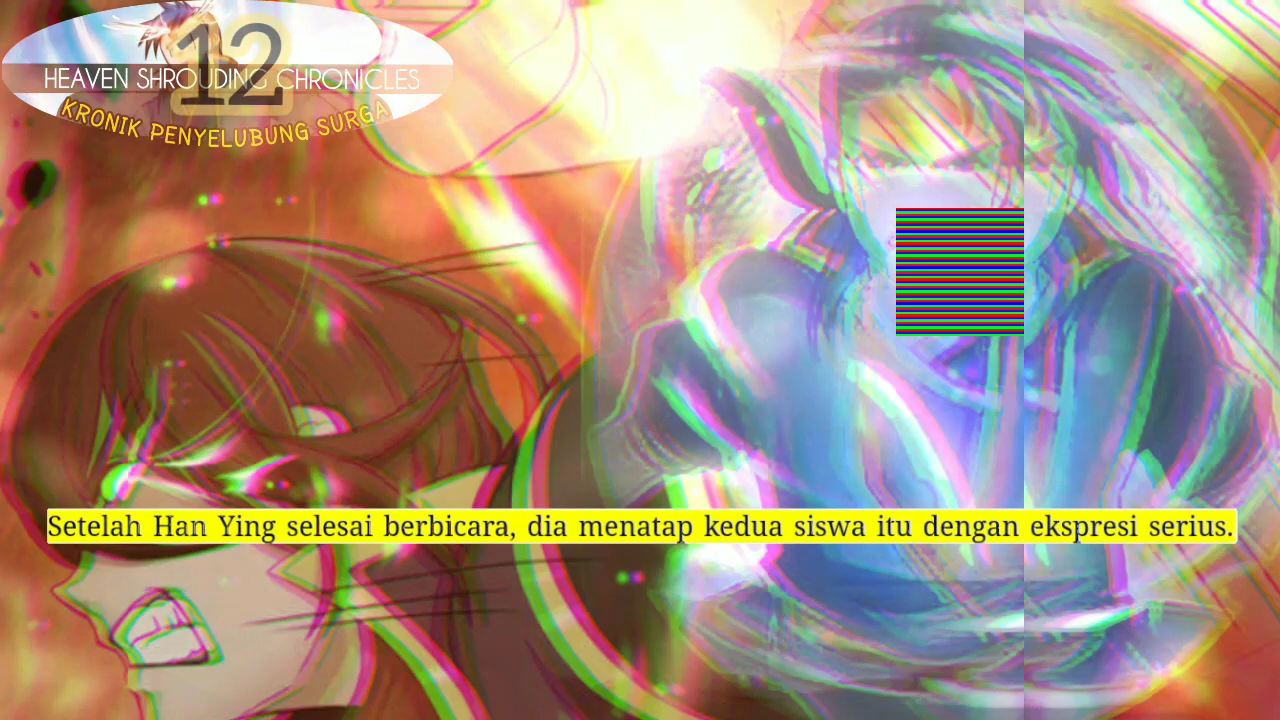 12
HEAVEN SHROUDING CHRONICLES
KRONIK PENYELUBUNG SURGA
Setelah Han Ying selesai berbicara, dia menatap kedua siswa itu dengan ekspresi serius.